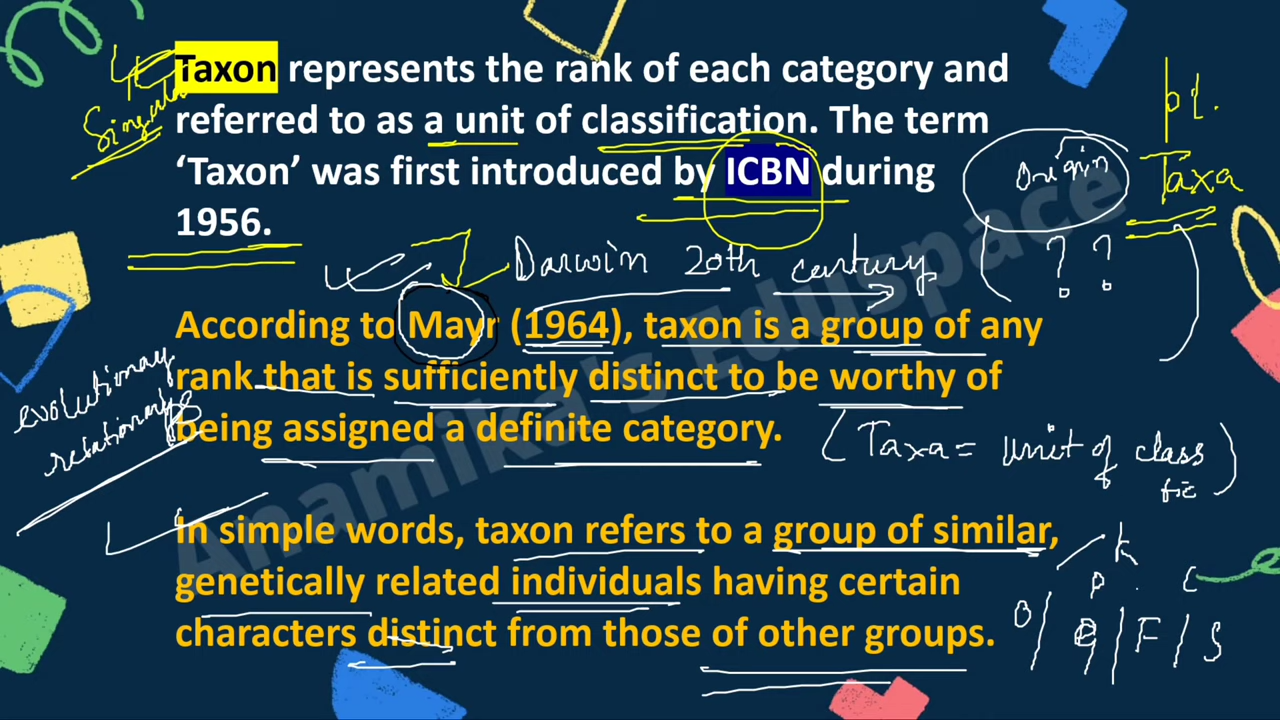 Taxon represents the rank of each category and
referred to as a unit of classification. The term
‘Taxon’ was first introduced by ICBN during
1956.
Singular
pl.
Taxa
Origin
? ?
Darwin 20th century
According to Mayr (1964), taxon is a group of any
rank that is sufficiently distinct to be worthy of
being assigned a definite category.
evolutionary
(Taxa = unit of class
In simple words, taxon refers to a group of similar,
genetically related individuals having certain
characters distinct from those of other groups.
K
P C
O F S
Anamika's Eduspace